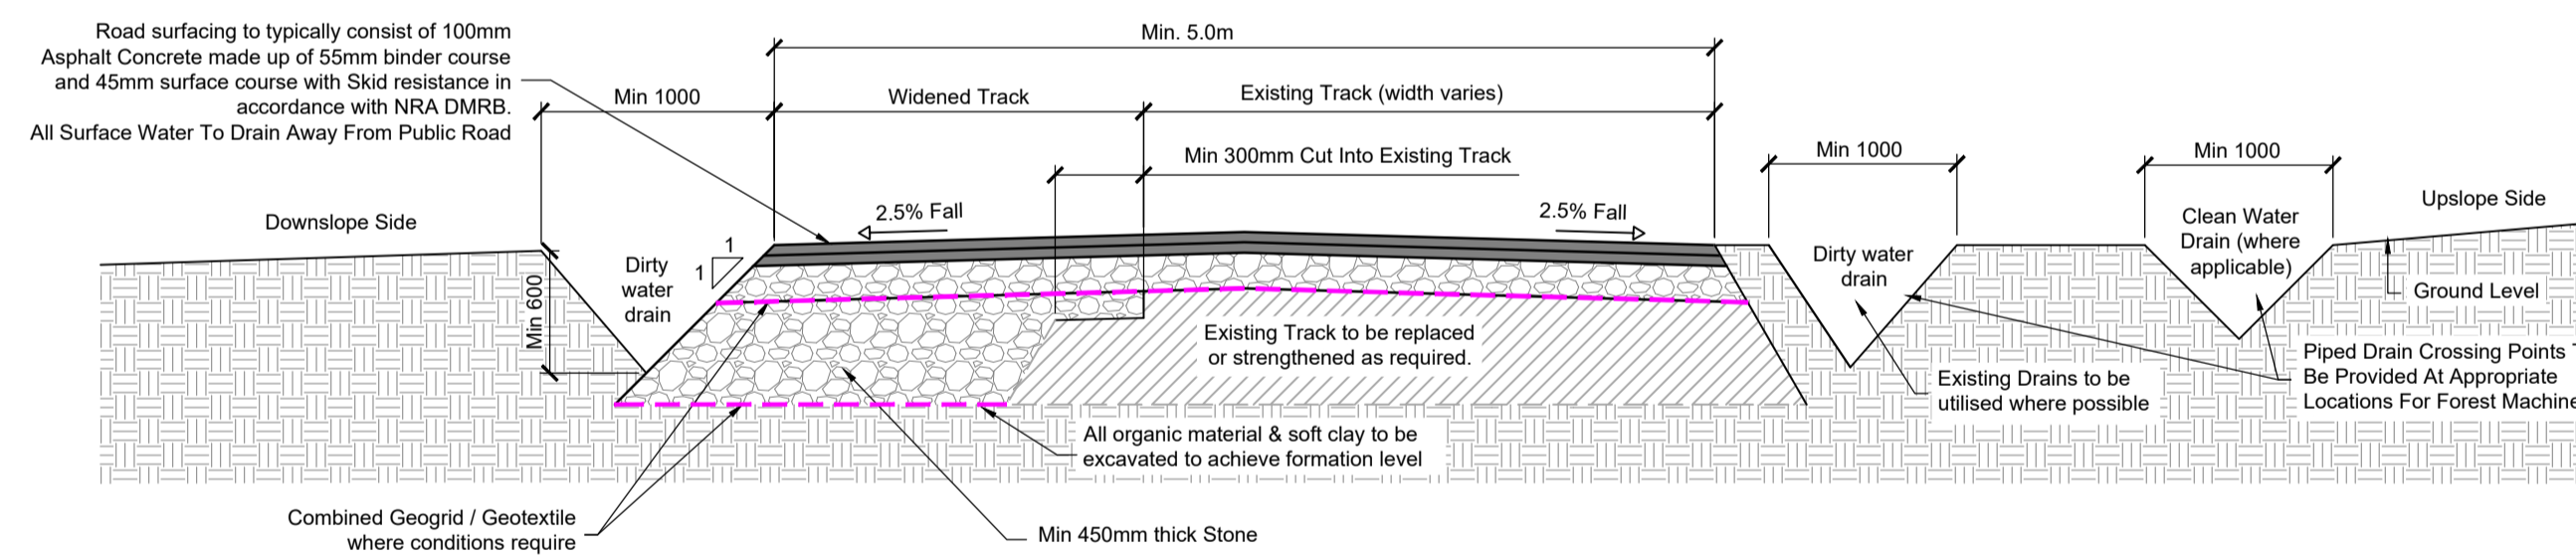 Road surfacing to typically consist of 100mm
Asphalt Concrete made up of 55mm binder course
and 45mm surface course with Skid resistance in
accordance with NRA DMRB.
All Surface Water To Drain Away From Public Road
Min. 5.0m
Min 1000
Widened Track
Existing Track (width varies)
Min 300mm Cut Into Existing Track
Min 1000
Min 1000
Downslope Side
2.5% Fall
2.5% Fall
Upslope Side
Clean Water
Drain (where
applicable)
1
1
Dirty
water
drain
Min 600
Dirty water
drain
Ground Level
Existing Track to be replaced
or strengthened as required.
Existing Drains to be
utilised where possible
Piped Drain Crossing Points
Be Provided At Appropriate
Locations For Forest Machine
All organic material & soft clay to be
excavated to achieve formation level
Combined Geogrid / Geotextile
where conditions require
Min 450mm thick Stone